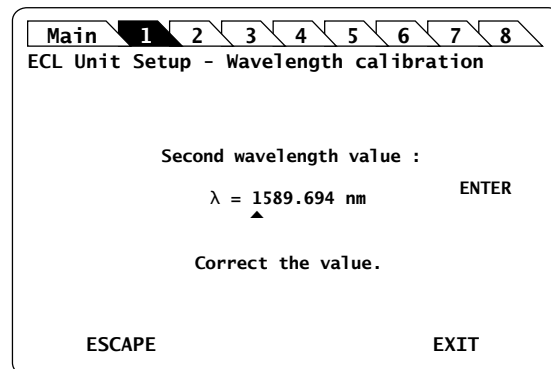 Main 1 2 3 4 5 6 7 8
ECL Unit Setup - Wavelength calibration
Second wavelength value :
λ = 1589.694 nm ENTER
Correct the value.
ESCAPE EXIT